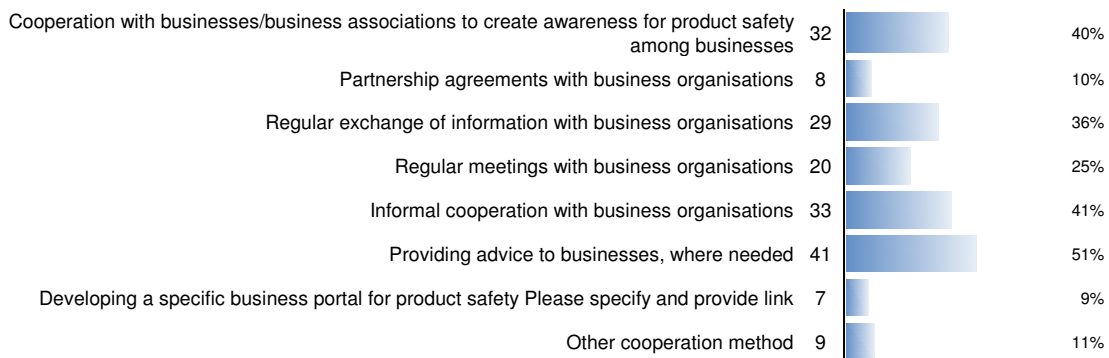 Cooperation with businesses/business associations to create awareness for product safety
among businesses 32 40%
Partnership agreements with business organisations 8 10%
Regular exchange of information with business organisations 29 36%
Regular meetings with business organisations 20 25%
Informal cooperation with business organisations 33 41%
Providing advice to businesses, where needed 41 51%
Developing a specific business portal for product safety Please specify and provide link 7 9%
Other cooperation method 9 11%